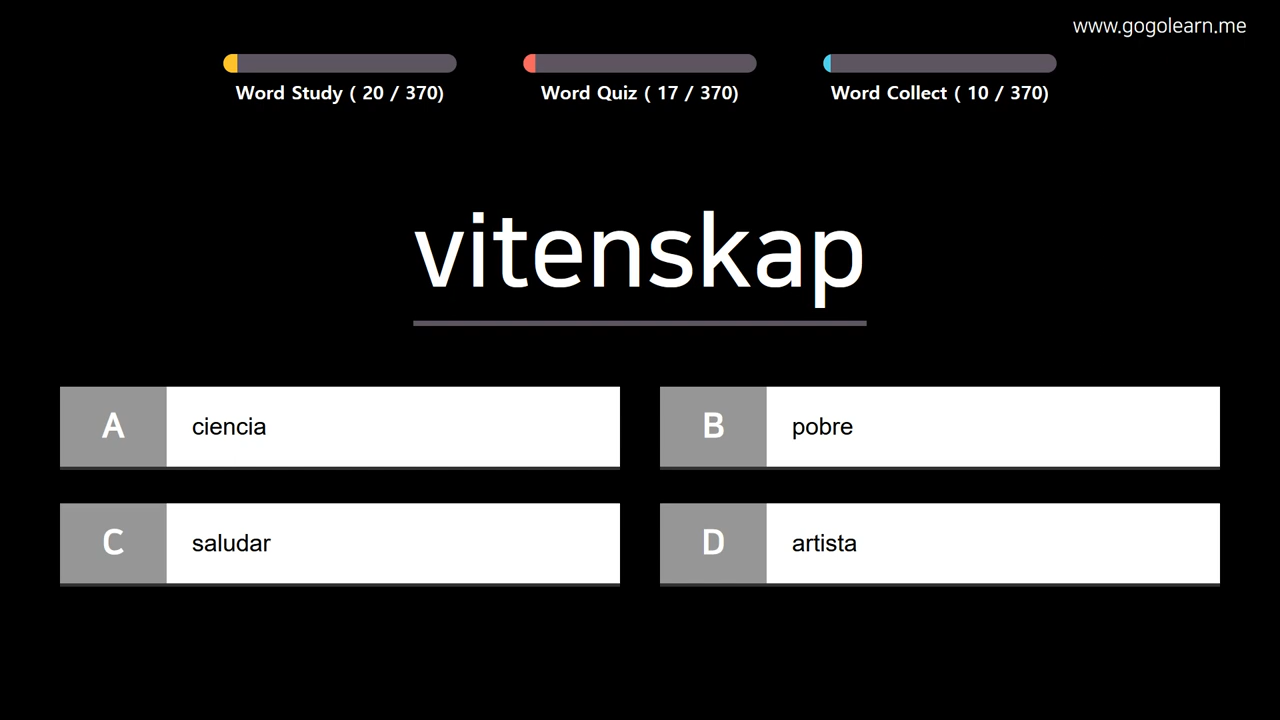 www.gogolearn.me
Word Study ( 20 / 370)
Word Quiz ( 17 / 370)
Word Collect ( 10 / 370)
vitenskap
A ciencia
B pobre
C saludar
D artista